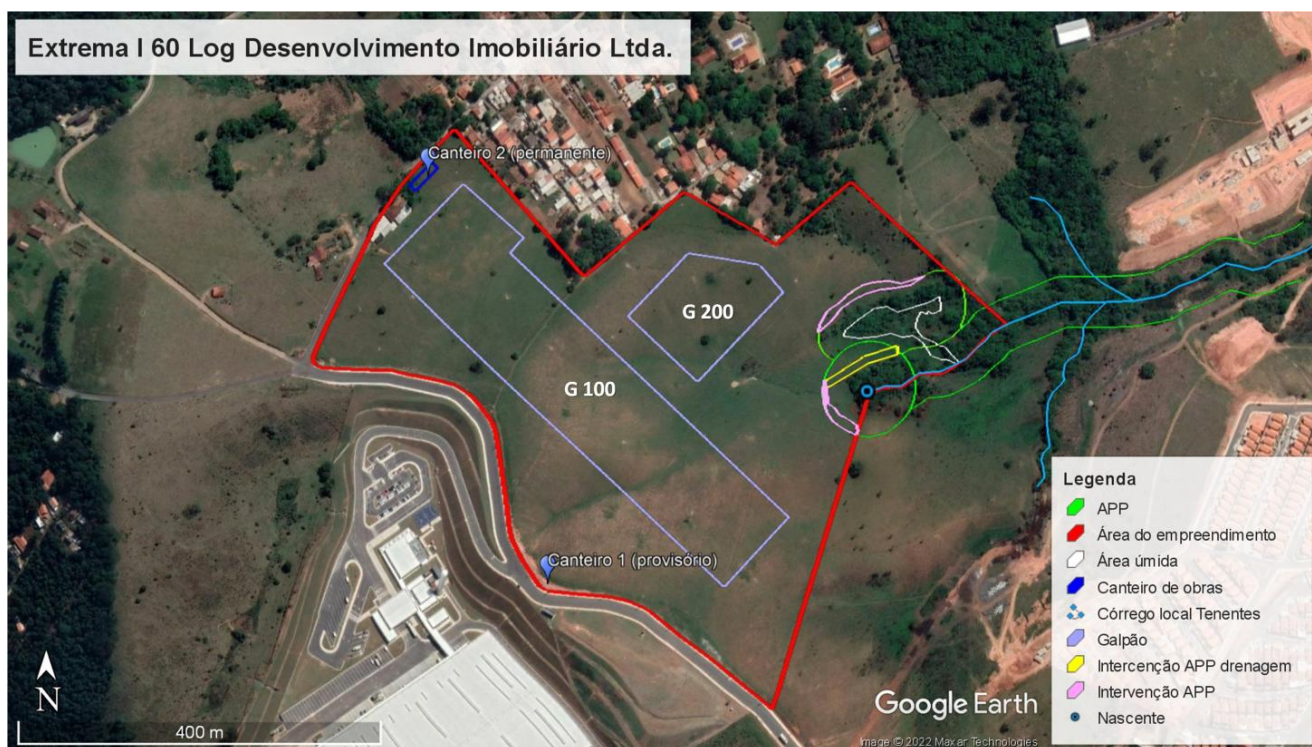 Extrema I 60 Log Desenvolvimento Imobiliário Ltda.
Canteiro 2 (permanente)
G 200
G 100
Canteiro 1 (provisório)
Legenda
APP
Área do empreendimento
Área úmida
Canteiro de obras
Córrego local Tenentes
Galpão
Intercenção APP drenagem
Intervenção APP
Nascente
N
400 m
Google Earth
Image © 2022 Maxar Technologies